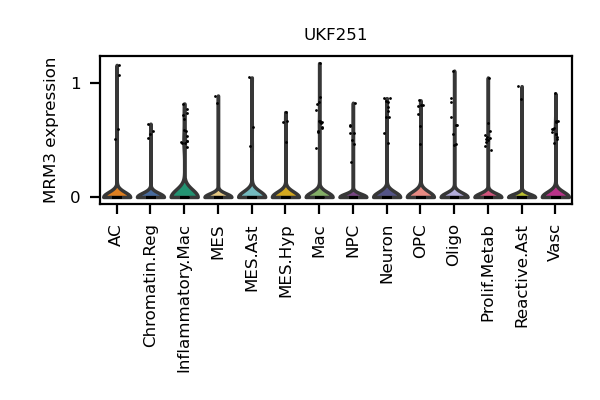 UKF251
MRM3 expression
1
0
AC
Chromatin.Reg
Inflammatory.Mac
MES
MES.Ast
MES.Hyp
Mac
NPC
Neuron
OPC
Oligo
Prolif.Metab
Reactive.Ast
Vasc